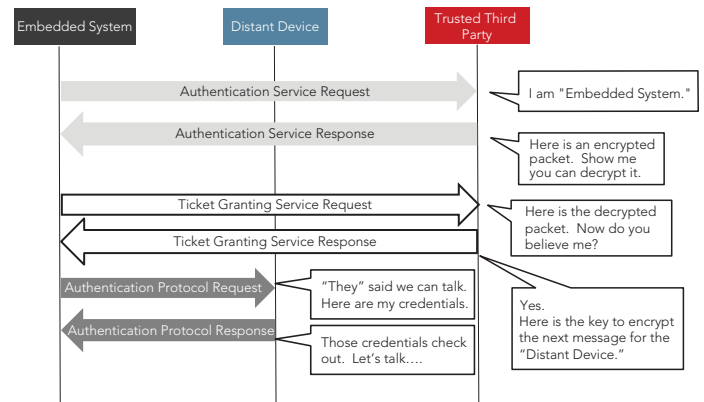 Embedded System
Distant Device
Trusted Third
Party
Authentication Service Request
I am "Embedded System."
Authentication Service Response
Here is an encrypted
packet. Show me
you can decrypt it.
Ticket Granting Service Request
Here is the decrypted
packet. Now do you
believe me?
Ticket Granting Service Response
Authentication Protocol Request
“They” said we can talk.
Here are my credentials.
Yes.
Here is the key to encrypt
the next message for the
“Distant Device.”
Authentication Protocol Response
Those credentials check
out. Let’s talk....